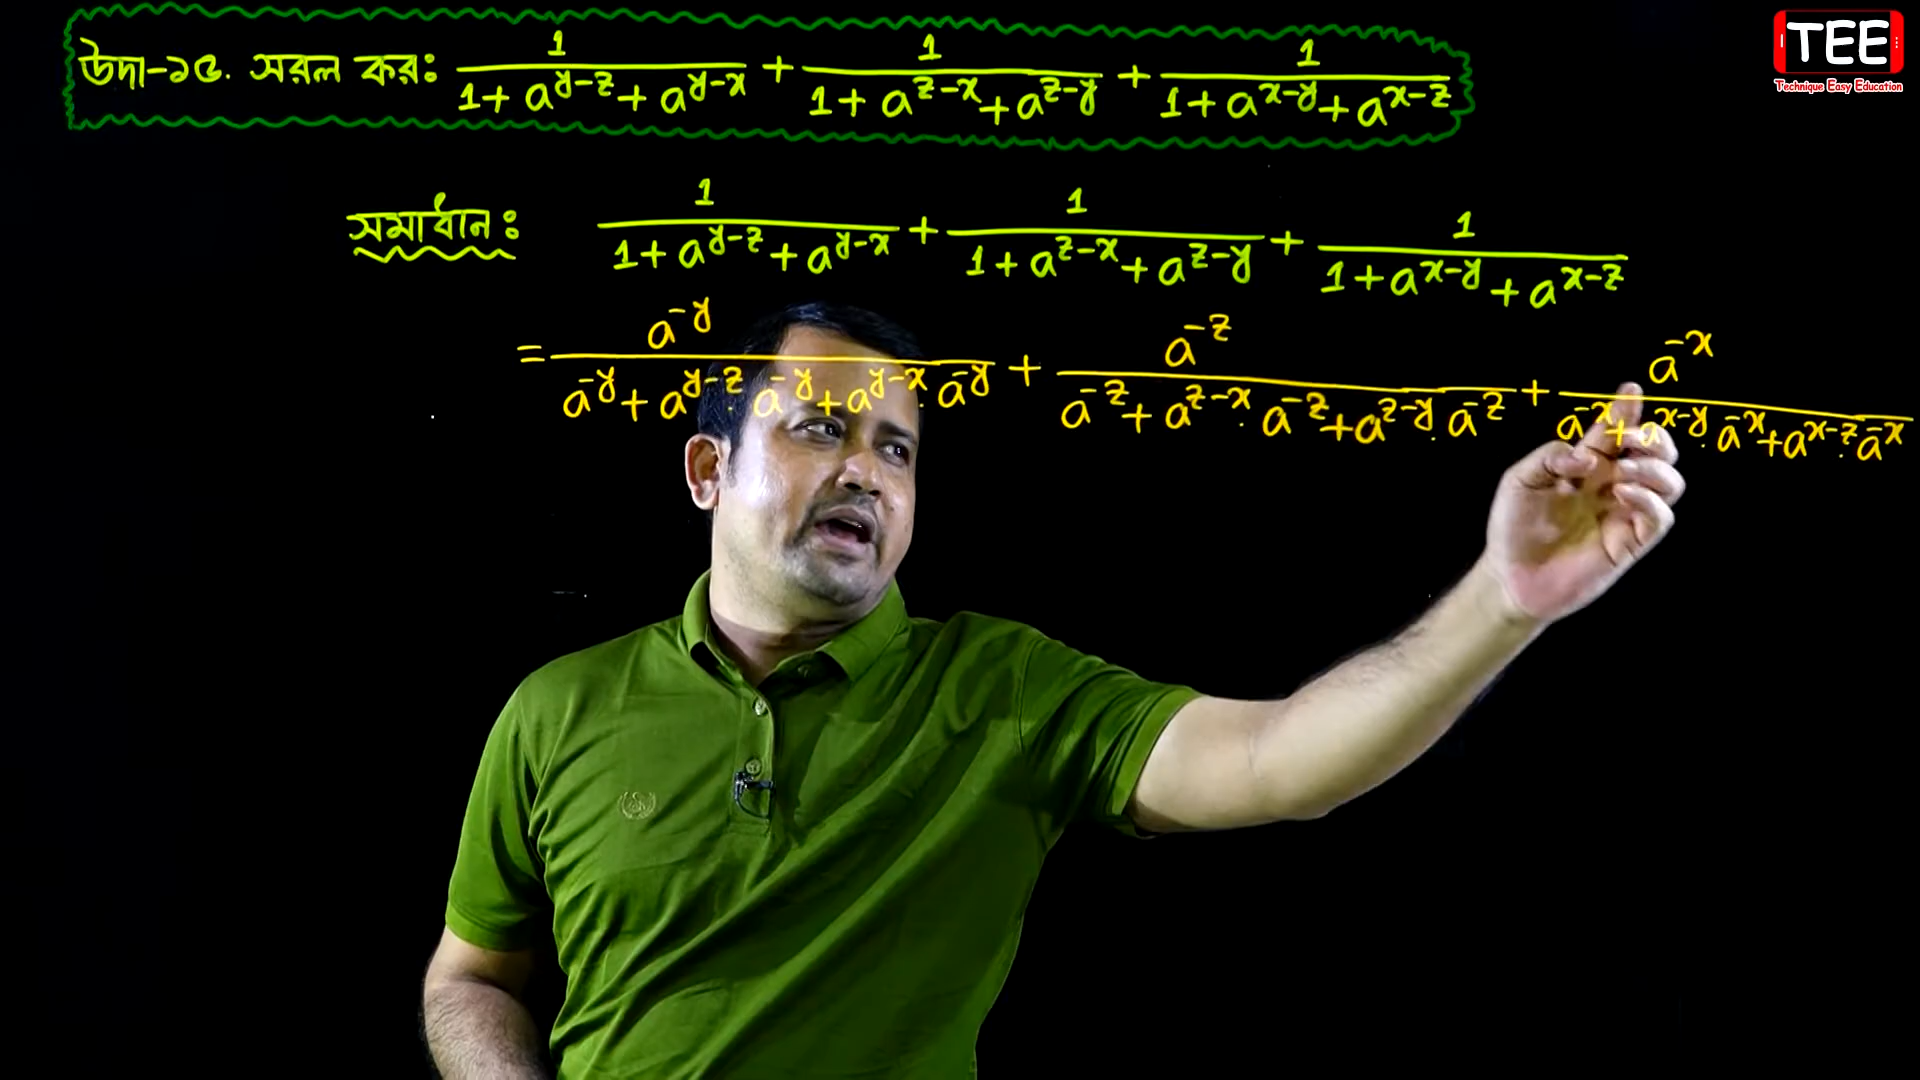 TEE
Technique Easy Education
উদা-১৫. সরল করঃ 1/(1+a^(y-z)+a^(y-x)) + 1/(1+a^(z-x)+a^(z-y)) + 1/(1+a^(x-y)+a^(x-z))
সমাধানঃ 1/(1+a^(y-z)+a^(y-x)) + 1/(1+a^(z-x)+a^(z-y)) + 1/(1+a^(x-y)+a^(x-z))
= a^(-y)/(a^(-y)+a^(y-z).a^(-y)+a^(y-x).a^(-y)) + a^(-z)/(a^(-z)+a^(z-x).a^(-z)+a^(z-y).a^(-z)) + a^(-x)/(a^(-x)+a^(x-y).a^(-x)+a^(x-z).a^(-x))